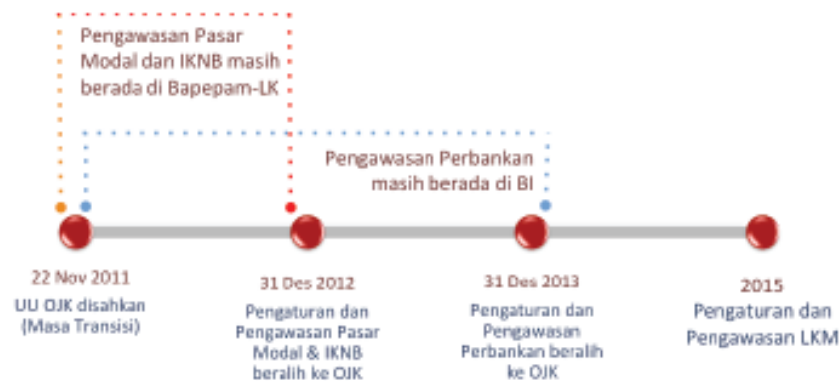 Pengawasan Pasar
Modal dan IKNB masih
berada di Bapepam-LK
Pengawasan Perbankan
masih berada di BI
22 Nov 2011
UU OJK disahkan
(Masa Transisi)
31 Des 2012
Pengaturan dan
Pengawasan Pasar
Modal & IKNB
beralih ke OJK
31 Des 2013
Pengaturan dan
Pengawasan
Perbankan beralih
ke OJK
2015
Pengaturan dan
Pengawasan LKM